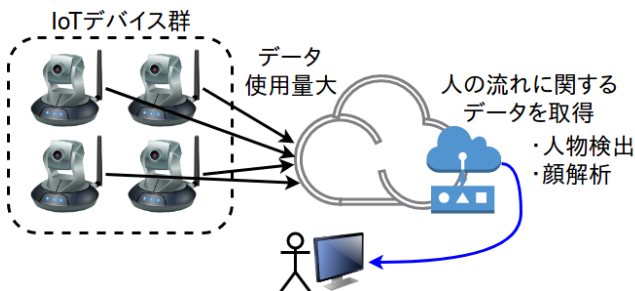 IoTデバイス群
データ
使用量大
人の流れに関する
データを取得
・人物検出
・顔解析